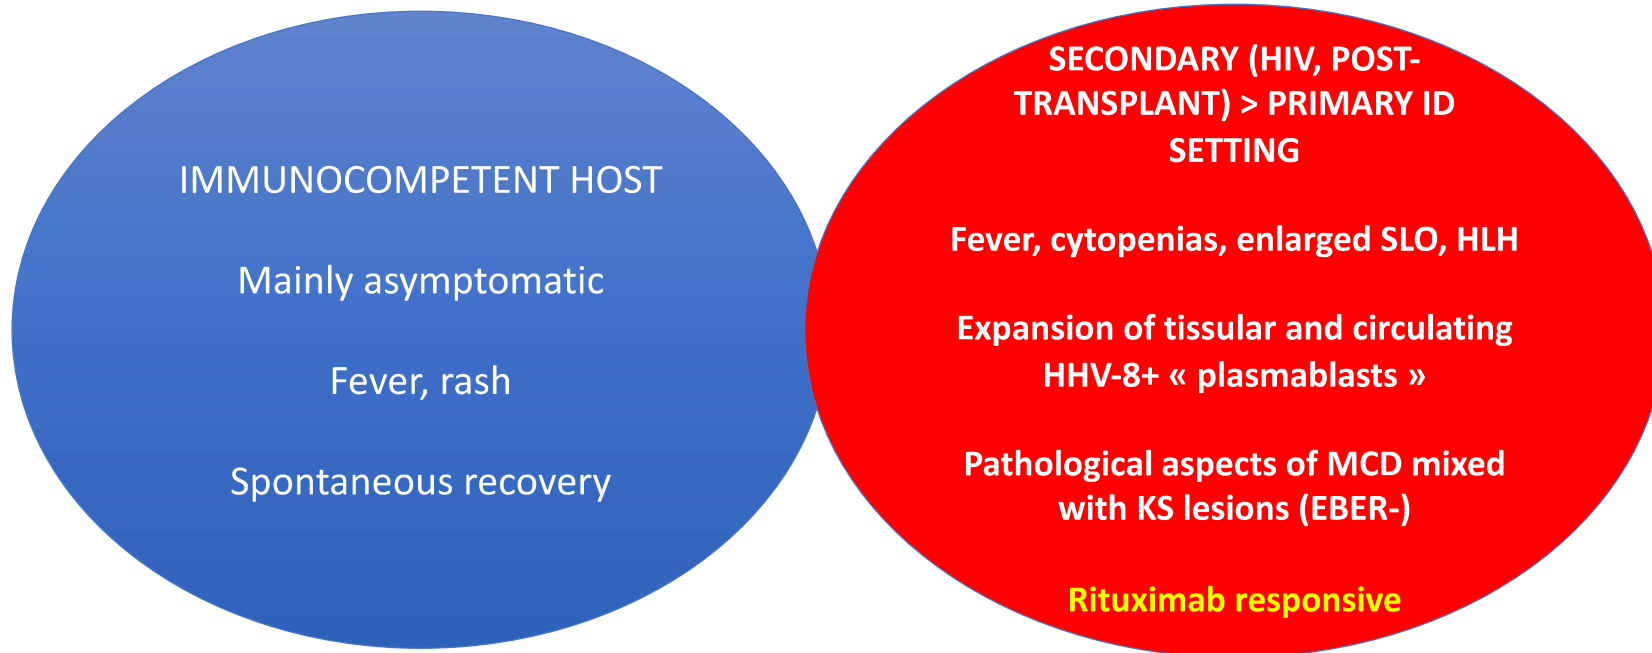 IMMUNOCOMPETENT HOST
Mainly asymptomatic
Fever, rash
Spontaneous recovery
SECONDARY (HIV, POST-
TRANSPLANT) > PRIMARY ID
SETTING
Fever, cytopenias, enlarged SLO, HLH
Expansion of tissular and circulating
HHV-8+ « plasmablasts »
Pathological aspects of MCD mixed
with KS lesions (EBER-)
Rituximab responsive